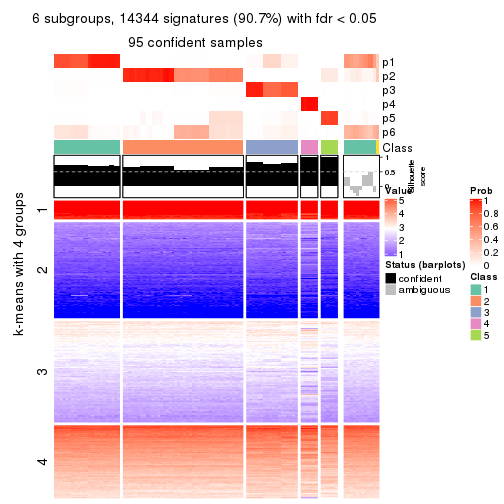 6 subgroups, 14344 signatures (90.7%) with fdr < 0.05
95 confident samples
p1
p2
p3
p4
p5
p6
Class
1
0.5
0
Silhouette
score
k-means with 4 groups
1
2
3
4
Value
5
4
3
2
1
Status (barplots)
confident
ambiguous
Prob
1
0.8
0.6
0.4
0.2
0
Class
1
2
3
4
5